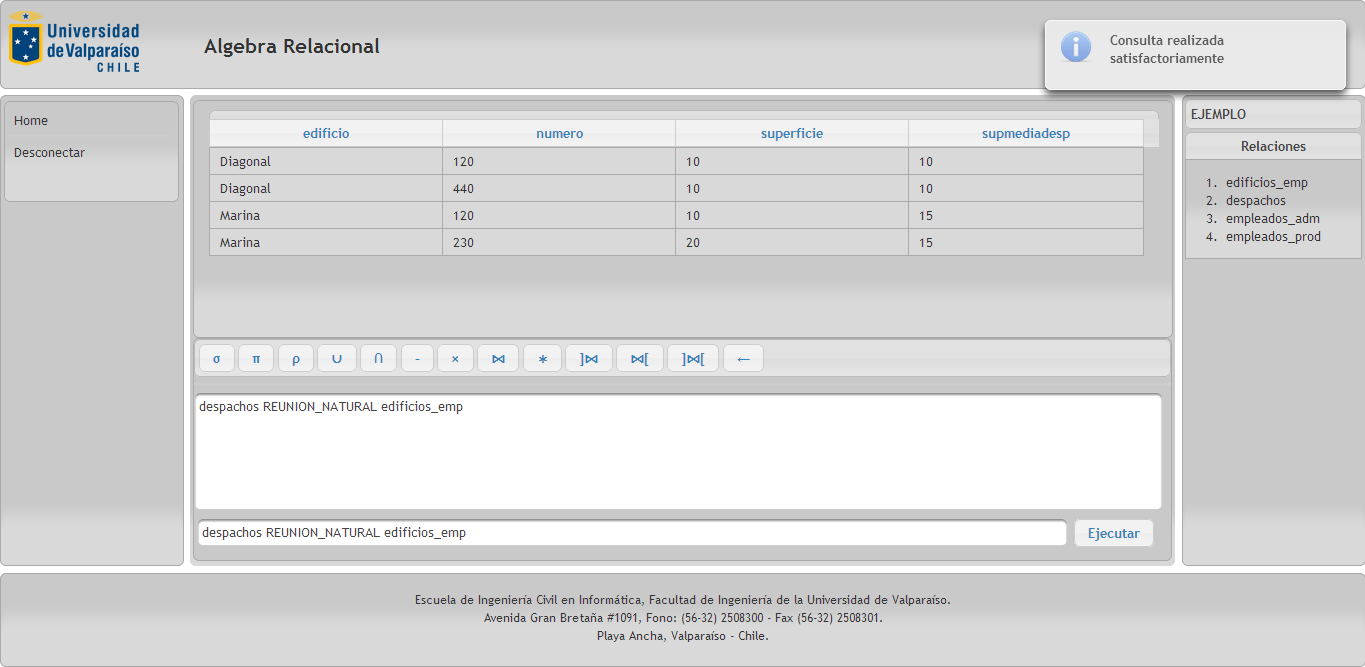 Universidad
de Valparaíso
CHILE
Algebra Relacional
Consulta realizada
satisfactoriamente
Home
Desconectar
edificio numero superficie supmediadesp
Diagonal 120 10 10
Diagonal 440 10 10
Marina 120 10 15
Marina 230 20 15
σ π ρ ∪ ∩ - × ⋈ * ]⋈ ⋈[ ]⋈[ ←
despachos REUNION_NATURAL edificios_emp
despachos REUNION_NATURAL edificios_emp
Ejecutar
EJEMPLO
Relaciones
1. edificios_emp
2. despachos
3. empleados_adm
4. empleados_prod
Escuela de Ingeniería Civil en Informática, Facultad de Ingeniería de la Universidad de Valparaíso.
Avenida Gran Bretaña #1091, Fono: (56-32) 2508300 - Fax (56-32) 2508301.
Playa Ancha, Valparaíso - Chile.